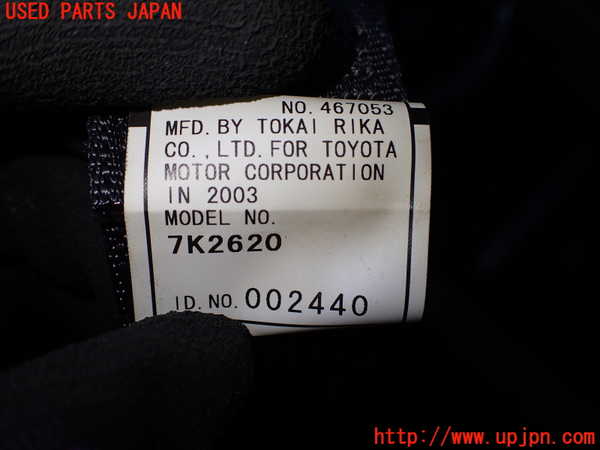 USED PARTS JAPAN
NO. 467053
MFD. BY TOKAI RIKA
CO., LTD. FOR TOYOTA
MOTOR CORPORATION
IN 2003
MODEL NO.
7K2620
ID. NO. 002440
http://www.upjpn.com/